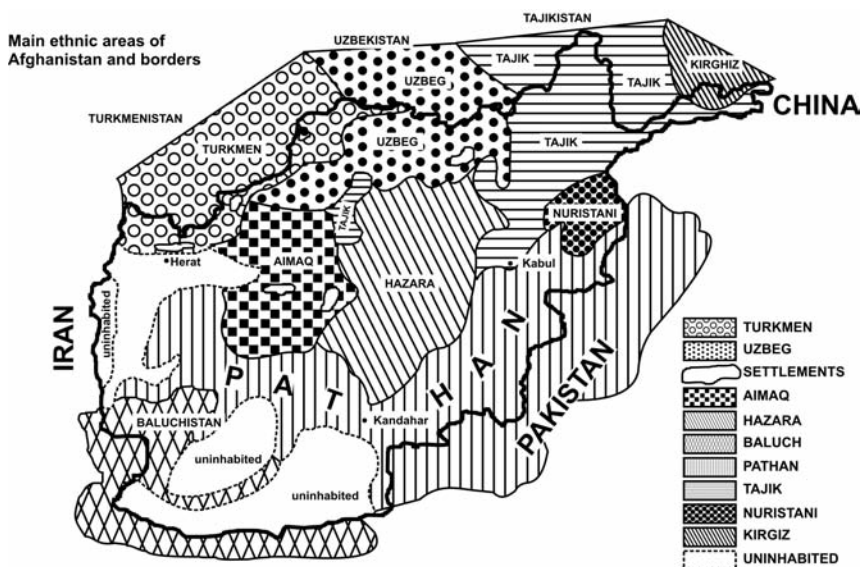 Main ethnic areas of
Afghanistan and borders
TAJIKISTAN
UZBEKISTAN
TAJIK
TAJIK
KIRGHIZ
UZBEG
CHINA
TURKMENISTAN
TURKMEN
UZBEG
TAJIK
TAJIK
NURISTANI
Herat
AIMAQ
Kabul
HAZARA
IRAN
uninhabited
PATHAN
PAKISTAN
BALUCHISTAN
Kandahar
uninhabited
uninhabited
TURKMEN
UZBEG
SETTLEMENTS
AIMAQ
HAZARA
BALUCH
PATHAN
TAJIK
NURISTANI
KIRGIZ
UNINHABITED